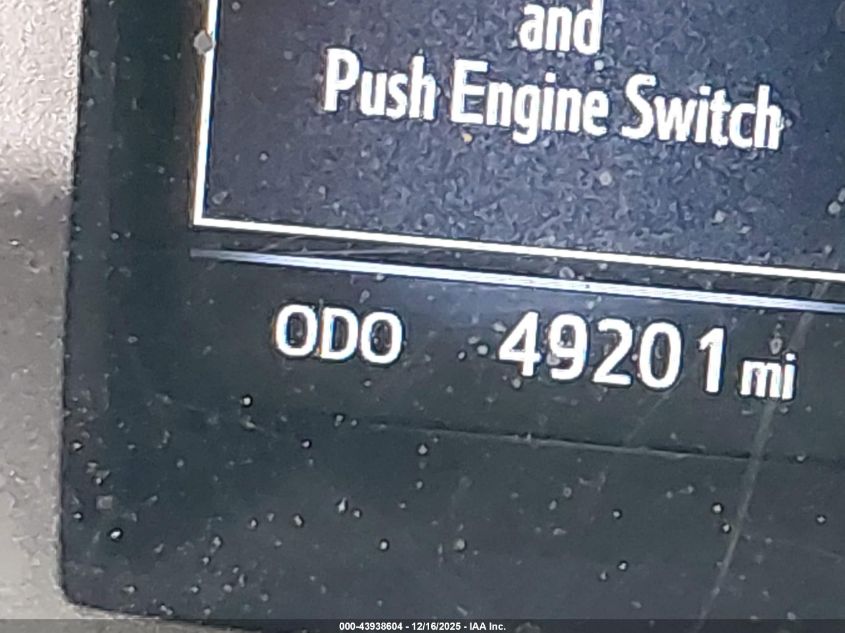 and
Push Engine Switch
ODO 49201 mi
000-43938604 - 12/16/2025 - IAA Inc.